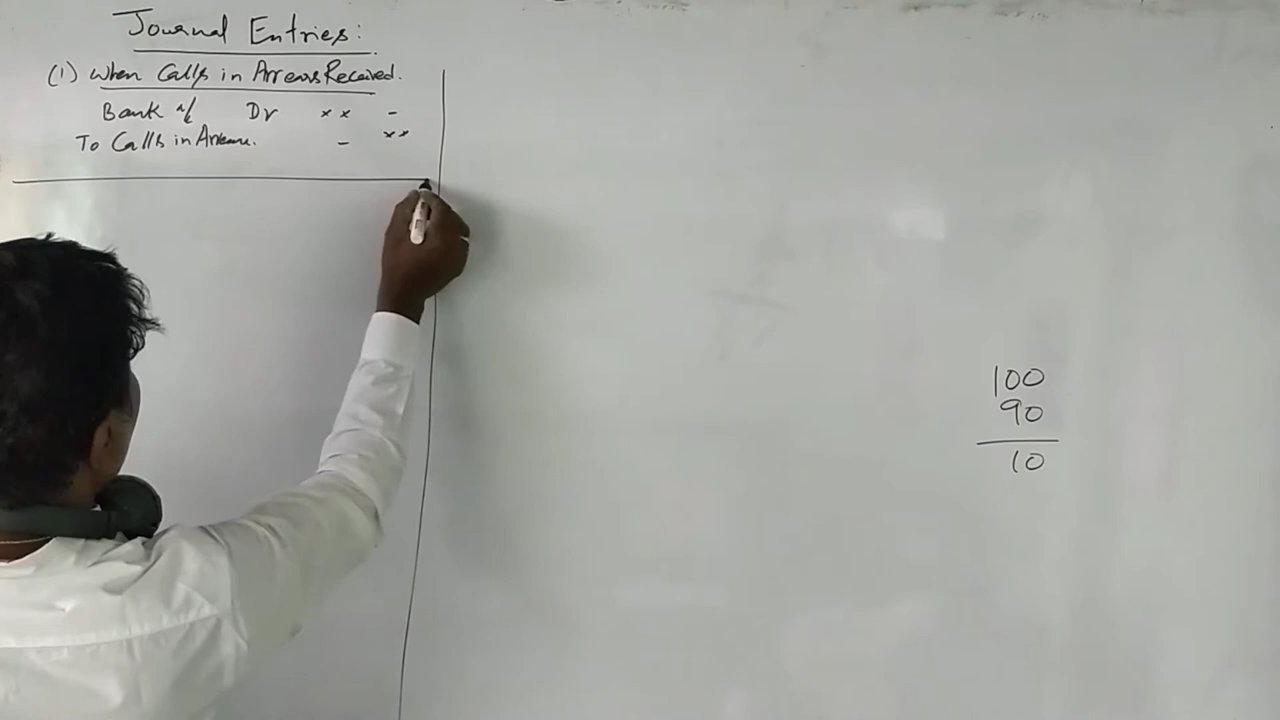 Journal Entries:
(1) When Calls in Arrears Received.
Bank a/c Dr xx -
To Calls in Arrears. - xx
100
90
10